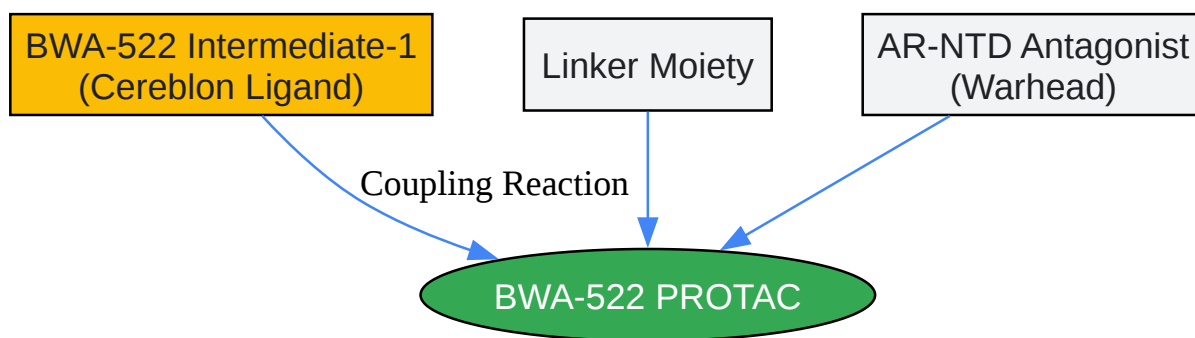 BWA-522 Intermediate-1
(Cereblon Ligand)
Linker Moiety
AR-NTD Antagonist
(Warhead)
Coupling Reaction
BWA-522 PROTAC